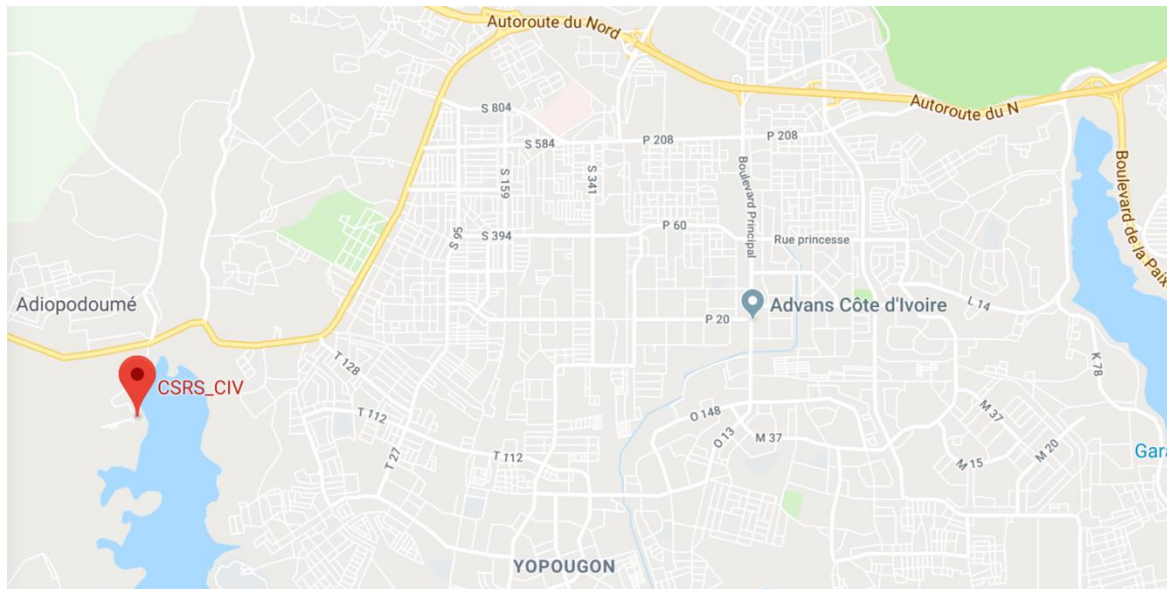 Autoroute du Nord
Autoroute du N
S 804
P 208
P 208
S 584
Boulevard Principal
Boulevard de la Paix
S 159
S 341
S 95
S 394
P 60
Rue princesse
Adiopodoumé
L 14
Advans Côte d'Ivoire
P 20
K 78
T 128
CSRS_CIV
T 112
O 148
M 37
O 13
M 37
M 20
T 27
T 112
M 15
Gara
YOPOUGON